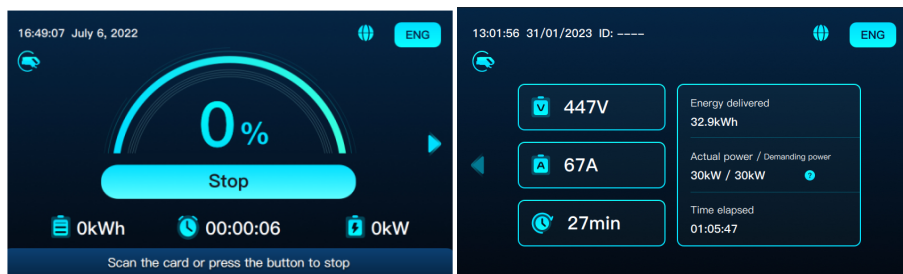 16:49:07 July 6, 2022
ENG
0 %
Stop
0kWh 00:00:06 0kW
Scan the card or press the button to stop
13:01:56 31/01/2023 ID: ----
ENG
V 447V
A 67A
27min
Energy delivered
32.9kWh
Actual power / Demanding power
30kW / 30kW ?
Time elapsed
01:05:47